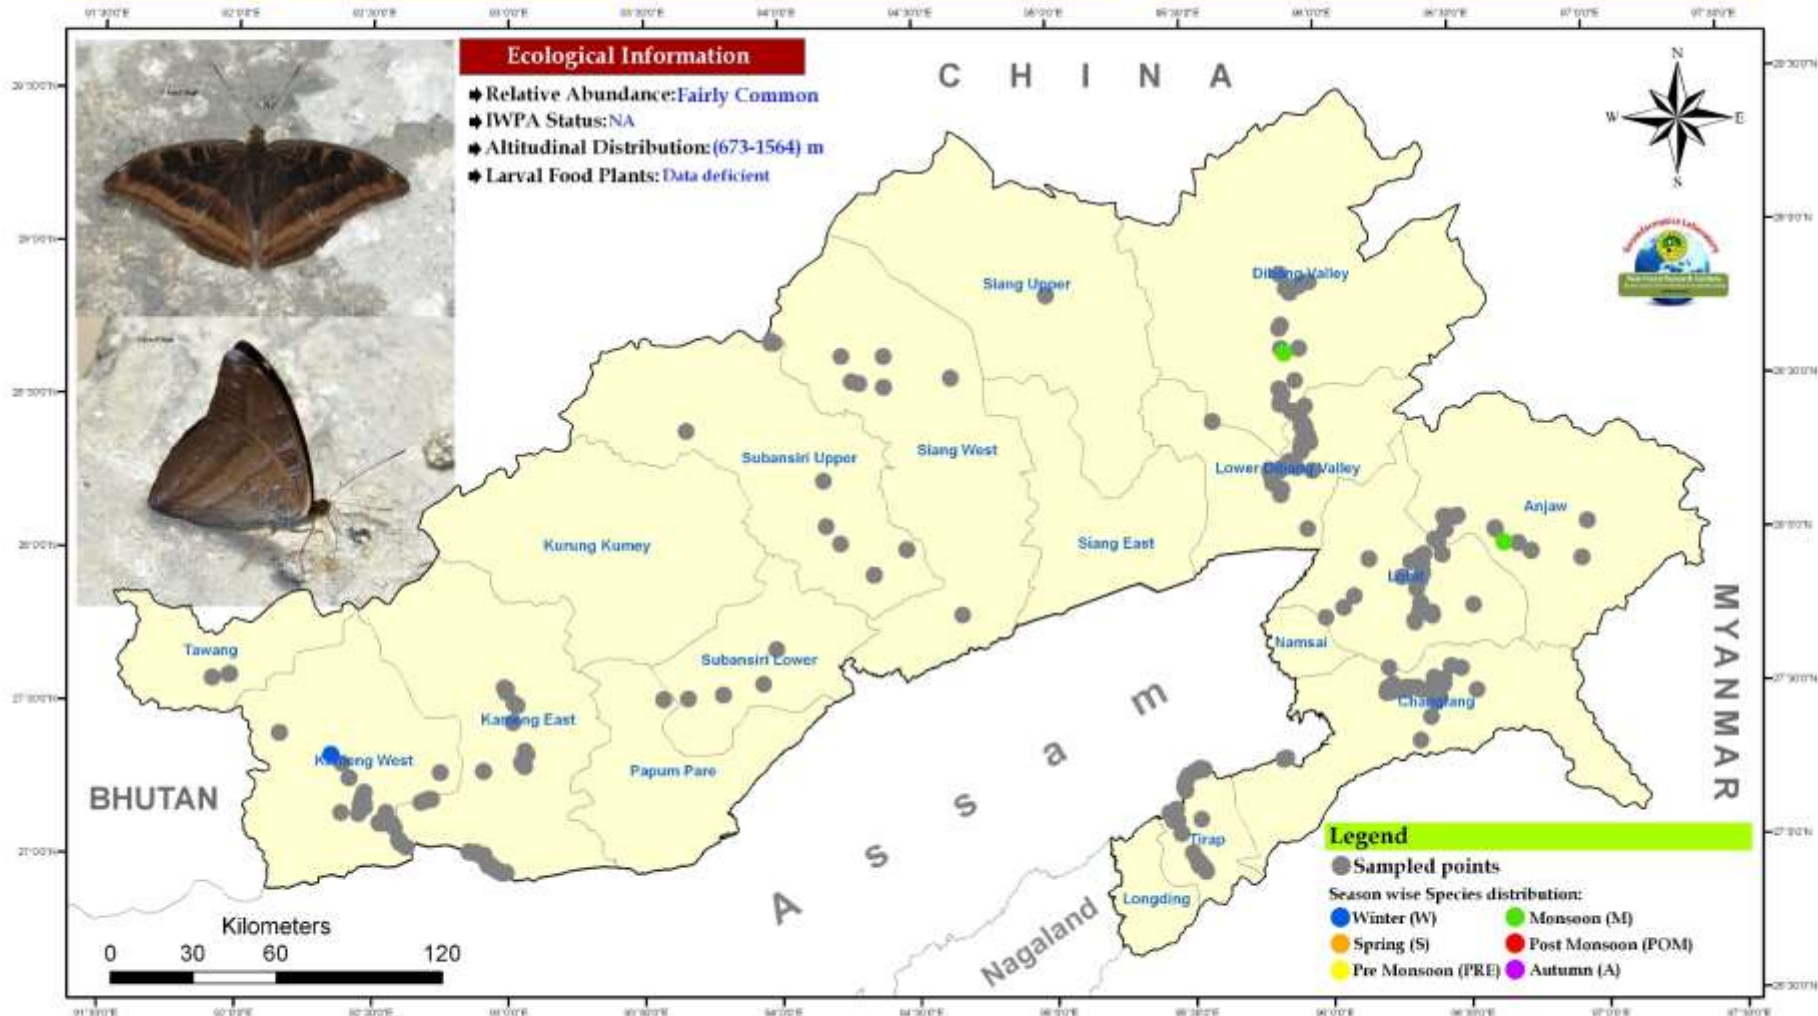 Ecological Information
Relative Abundance: Fairly Common
IWPA Status: NA
Altitudinal Distribution: (673-1564) m
Larval Food Plants: Data deficient
CHINA
N
W E
S
Dibang Valley
Siang Upper
Siang West
Subansiri Upper
Lower Dibang Valley
Anjaw
Kurung Kumey
Siang East
Lohit
Namsai
Tawang
Subansiri Lower
MYANMAR
Changlang
Kameng East
Kameng West
Papum Pare
BHUTAN
Assam
Tirap
Longding
Nagaland
Kilometers
0 30 60 120
Legend
Sampled points
Season wise Species distribution:
Winter (W)
Monsoon (M)
Spring (S)
Post Monsoon (POM)
Pre Monsoon (PRE)
Autumn (A)